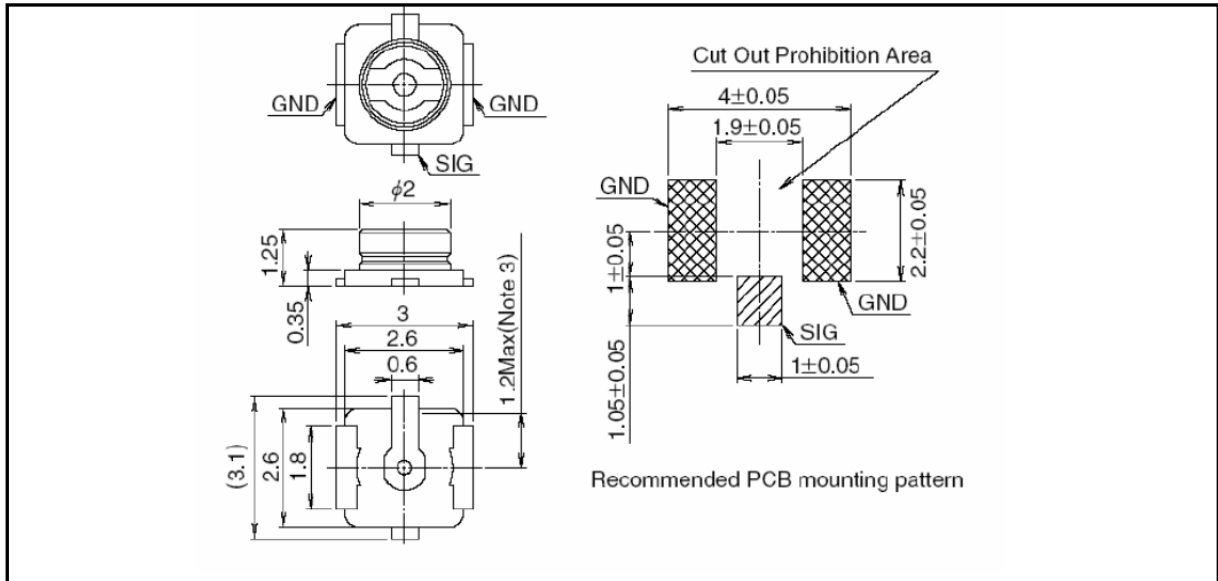 GND
GND
SIG
ϕ2
1.25
0.35
3
2.6
0.6
1.2Max(Note 3)
(3.1)
2.6
1.8
Cut Out Prohibition Area
4±0.05
1.9±0.05
GND
2.2±0.05
1±0.05
GND
SIG
1.05±0.05
1±0.05
Recommended PCB mounting pattern